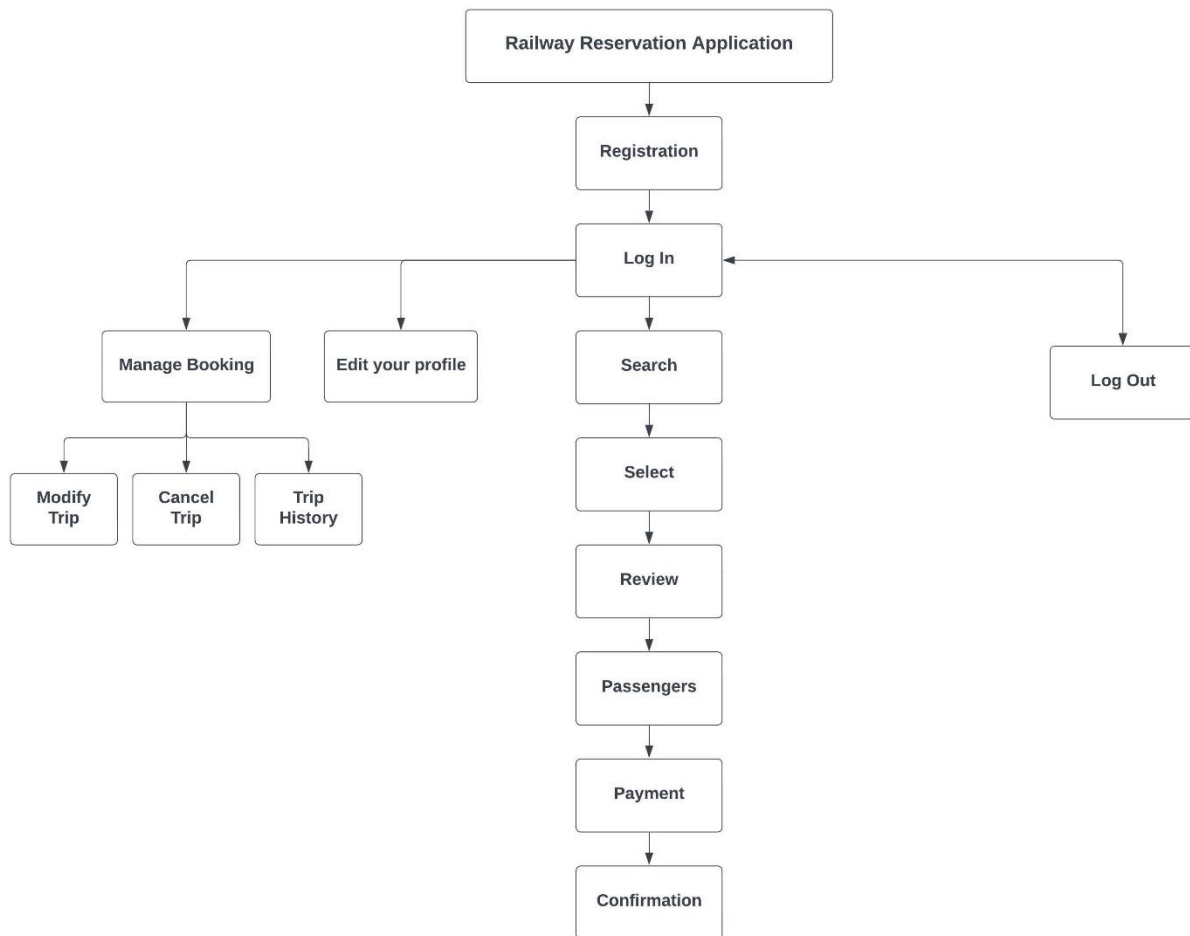 Railway Reservation Application
Registration
Log In
Manage Booking
Edit your profile
Search
Log Out
Select
Modify
Trip
Cancel
Trip
Trip
History
Review
Passengers
Payment
Confirmation